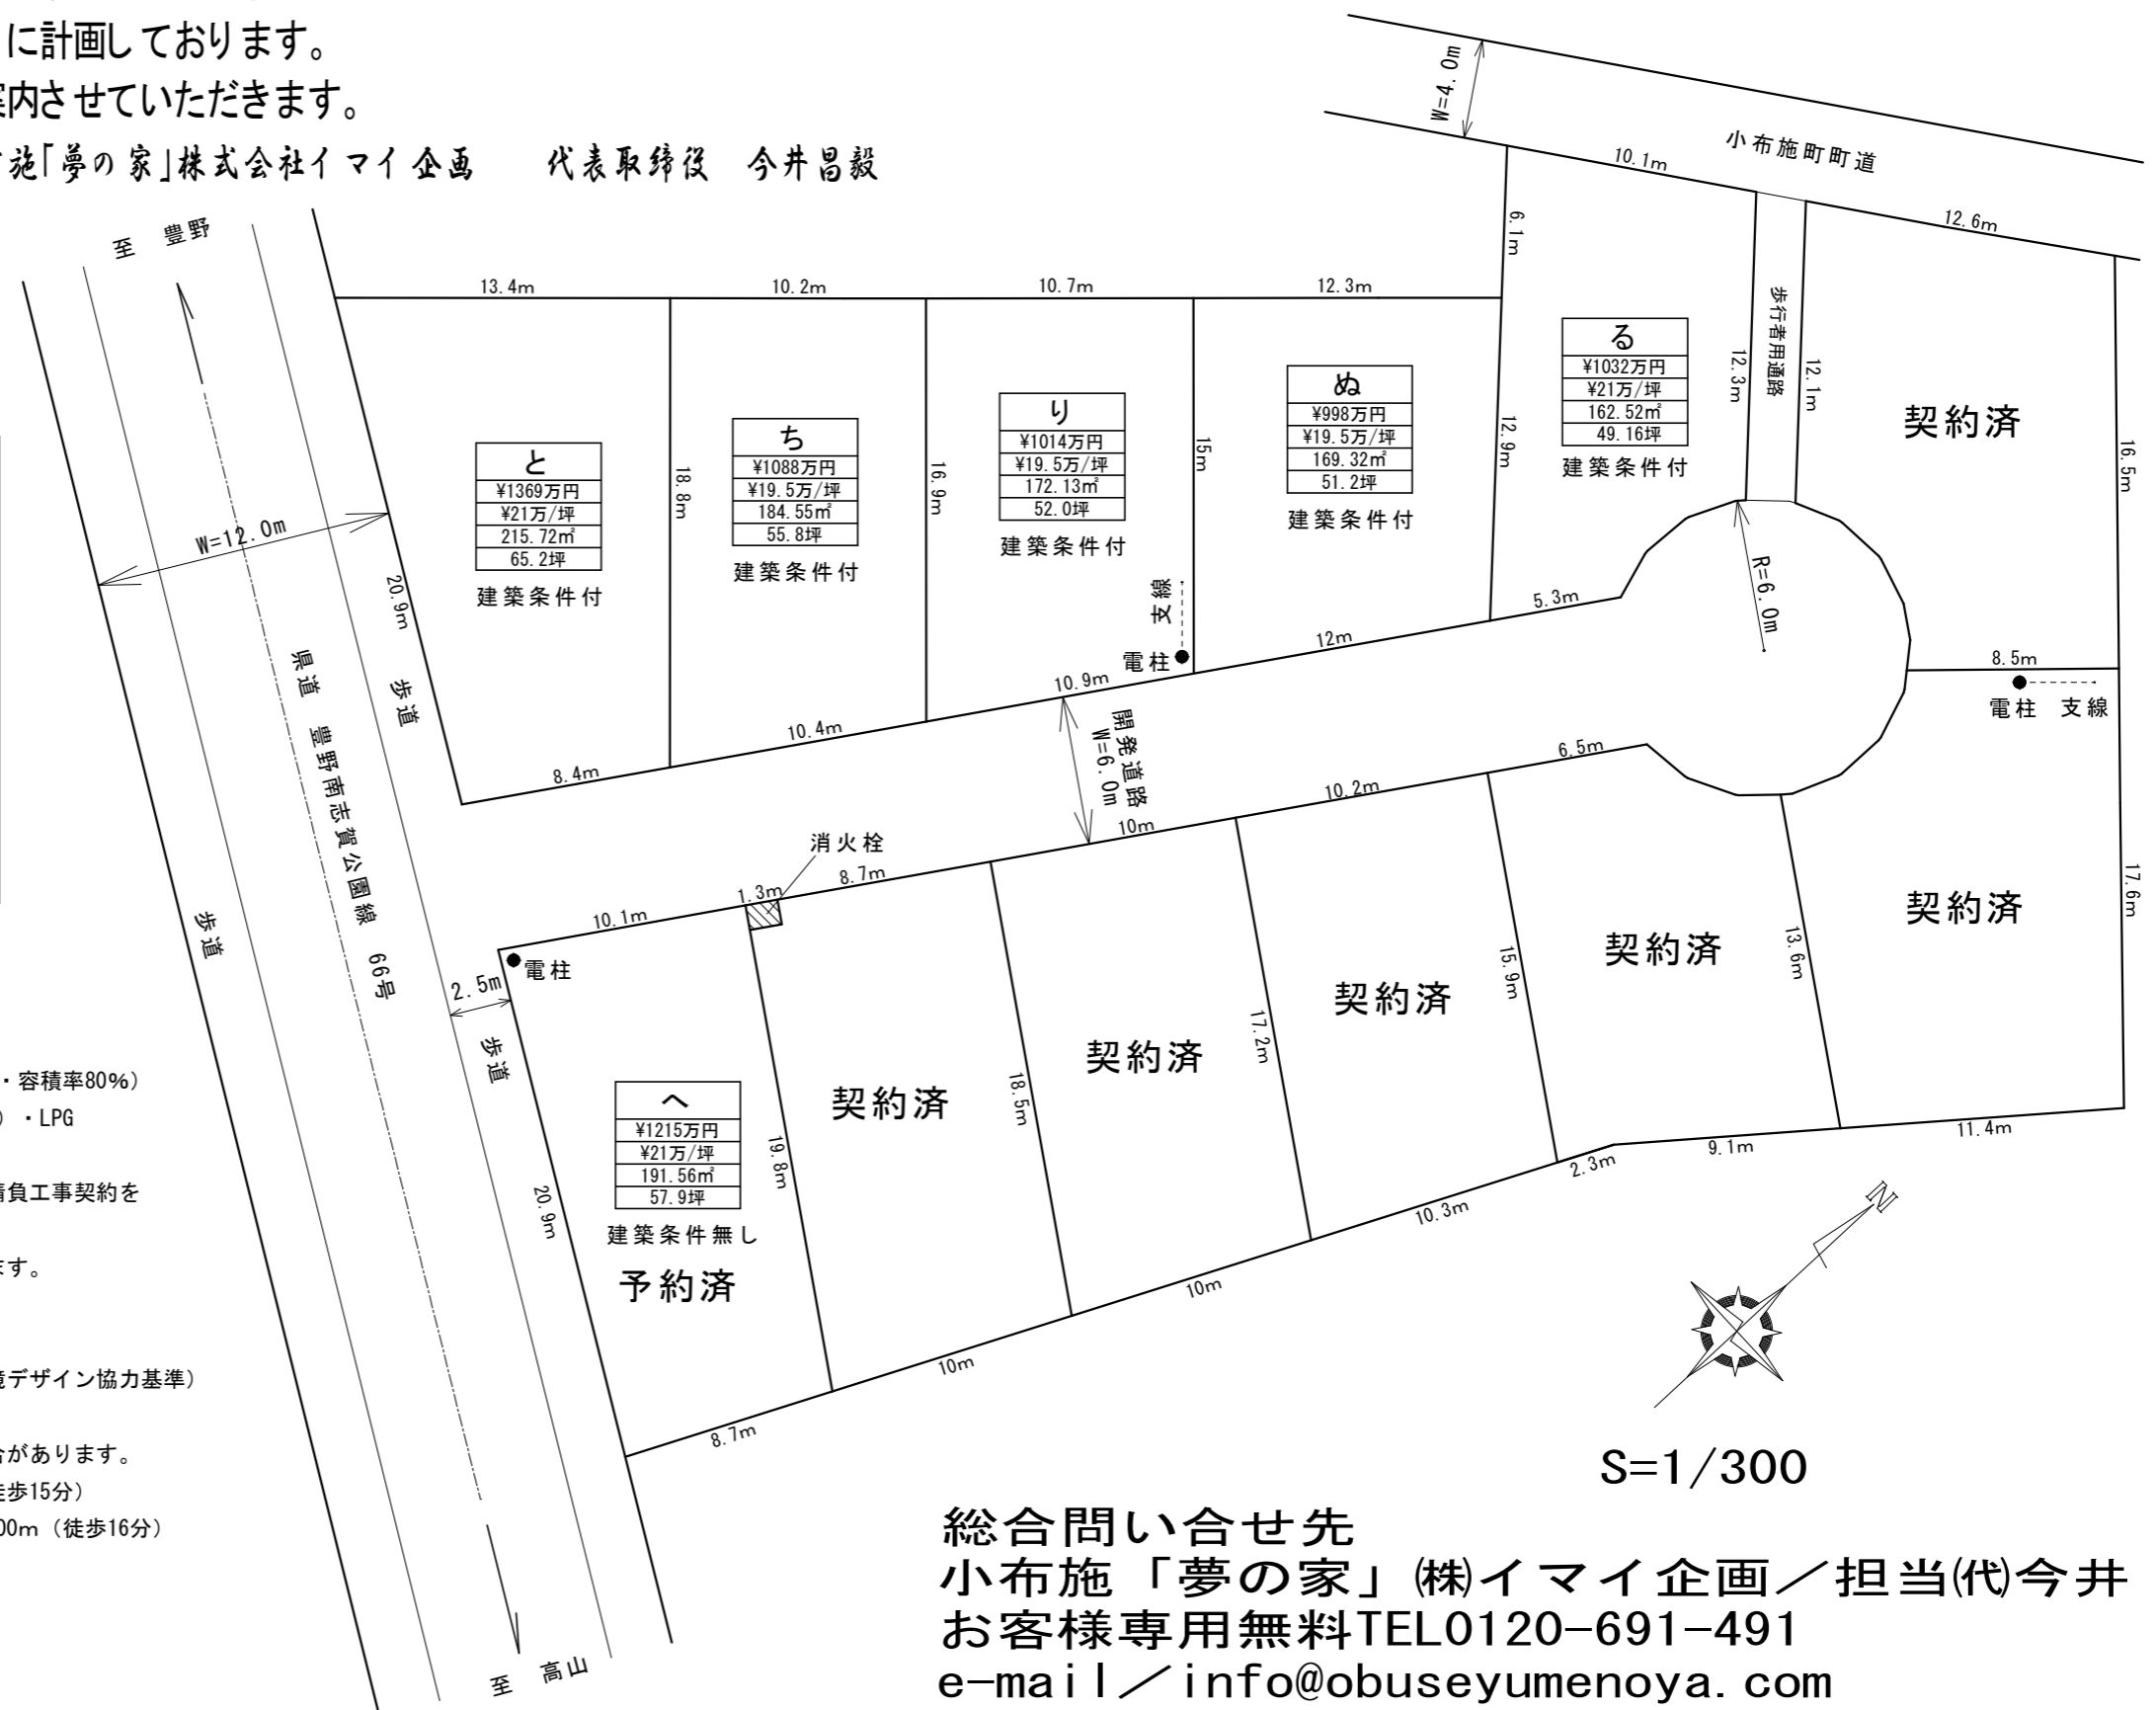 に計画しております。
案内させていただきます。
施「夢の家」株式会社イマイ企画　代表取締役　今井昌毅
至　豊野
W=4.0m
小布施町町道
10.1m
12.6m
6.1m
歩行者用通路
12.3m
12.1m
16.5m
13.4m
10.2m
10.7m
12.3m
と
¥1369万円
¥21万/坪
215.72㎡
65.2坪
建築条件付
18.8m
ち
¥1088万円
¥19.5万/坪
184.55㎡
55.8坪
建築条件付
16.9m
り
¥1014万円
¥19.5万/坪
172.13㎡
52.0坪
建築条件付
15m
支線
電柱
ぬ
¥998万円
¥19.5万/坪
169.32㎡
51.2坪
建築条件付
12.9m
る
¥1032万円
¥21万/坪
162.52㎡
49.16坪
建築条件付
契約済
W=12.0m
20.9m
歩道
県道　豊野南志賀公園線　66号
歩道
8.4m
10.4m
10.9m
12m
5.3m
R=6.0m
8.5m
電柱　支線
開発道路
W=6.0m
消火栓
10.1m
1.3m
8.7m
10m
10.2m
6.5m
電柱
2.5m
歩道
20.9m
へ
¥1215万円
¥21万/坪
191.56㎡
57.9坪
建築条件無し
予約済
19.8m
契約済
18.5m
契約済
17.2m
契約済
15.9m
契約済
13.6m
契約済
17.6m
8.7m
10m
10m
10.3m
2.3m
9.1m
11.4m
・容積率80%）
）・LPG
請負工事契約を
ます。
境デザイン協力基準）
合があります。
徒歩15分）
00m（徒歩16分）
至　高山
N
S=1/300
総合問い合せ先
小布施「夢の家」㈱イマイ企画／担当㈹今井
お客様専用無料TEL0120-691-491
e-mail／info@obuseyumenoya.com